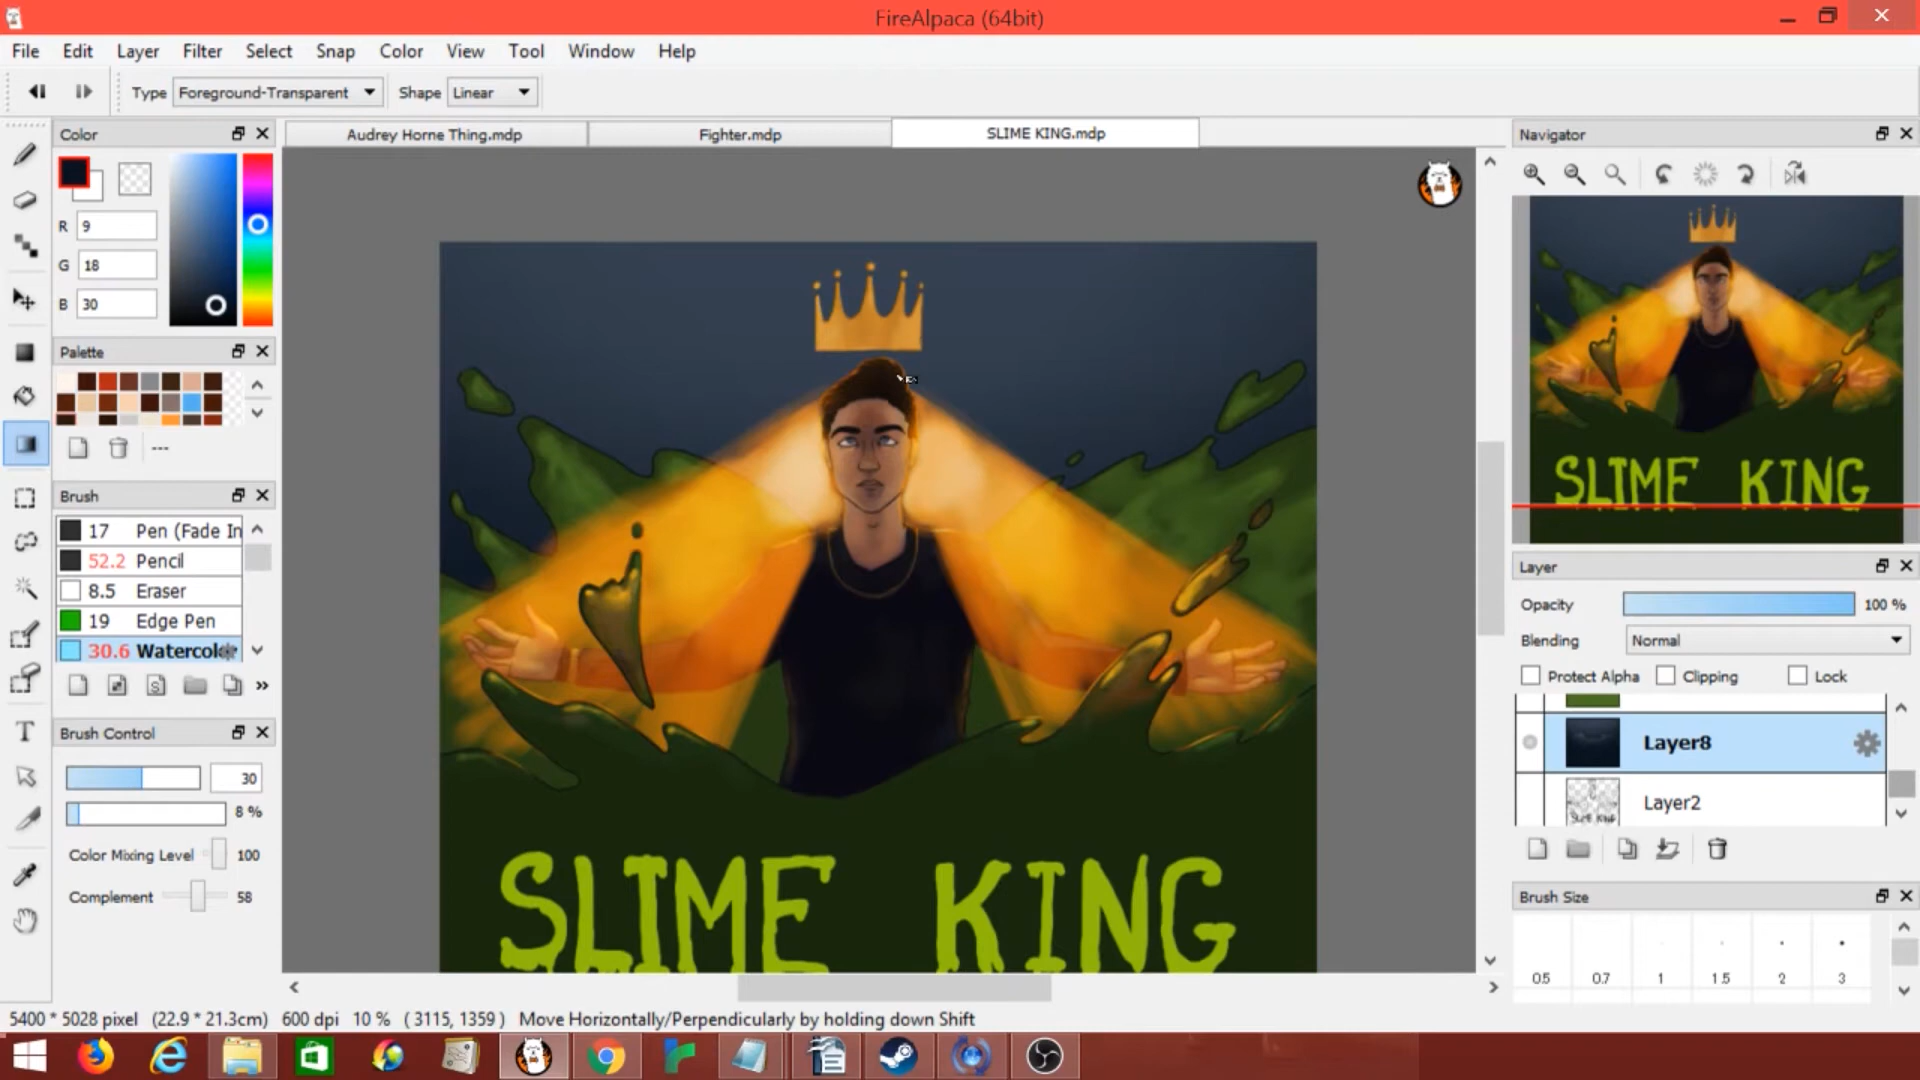 FireAlpaca (64bit)
File Edit Layer Filter Select Snap Color View Tool Window Help
Type Foreground-Transparent Shape Linear
Color
R 9
G 18
B 30
Palette
---
Brush
17 Pen (Fade In
52.2 Pencil
8.5 Eraser
19 Edge Pen
30.6 Watercolor
Brush Control
30
8 %
Color Mixing Level 100
Complement 58
Audrey Horne Thing.mdp Fighter.mdp SLIME KING.mdp
SLIME KING
Navigator
SLIME KING
Layer
Opacity 100 %
Blending Normal
Protect Alpha Clipping Lock
Layer8
Layer2
SLIME KING
Brush Size
0.5 0.7 1 1.5 2 3
5400 * 5028 pixel (22.9 * 21.3cm) 600 dpi 10 % ( 3115, 1359 ) Move Horizontally/Perpendicularly by holding down Shift